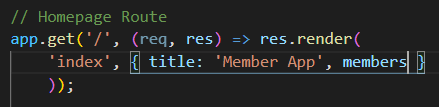 // Homepage Route
app.get('/', (req, res) => res.render(
'index', { title: 'Member App', members }
));